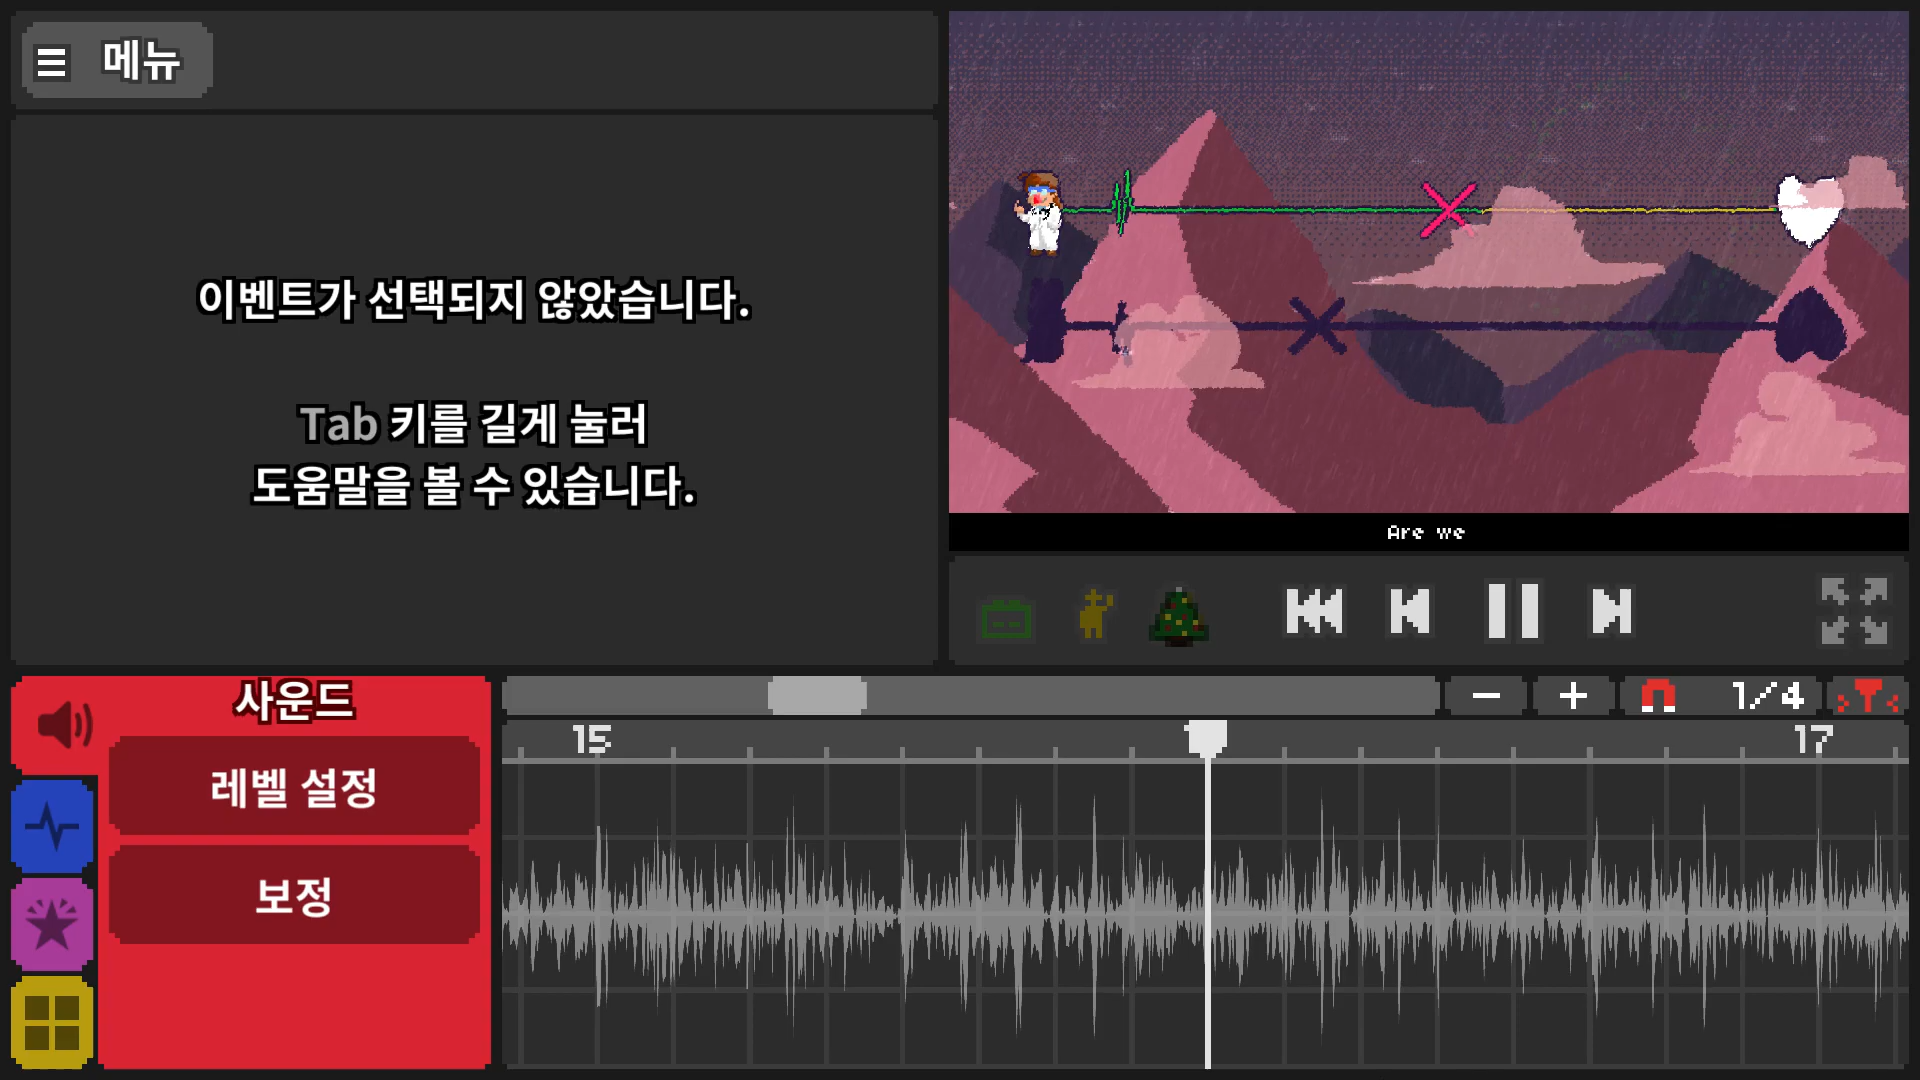 메뉴
이벤트가 선택되지 않았습니다.
Tab 키를 길게 눌러
도움말을 볼 수 있습니다.
Are we
사운드
레벨 설정
보정
1/4
15
17